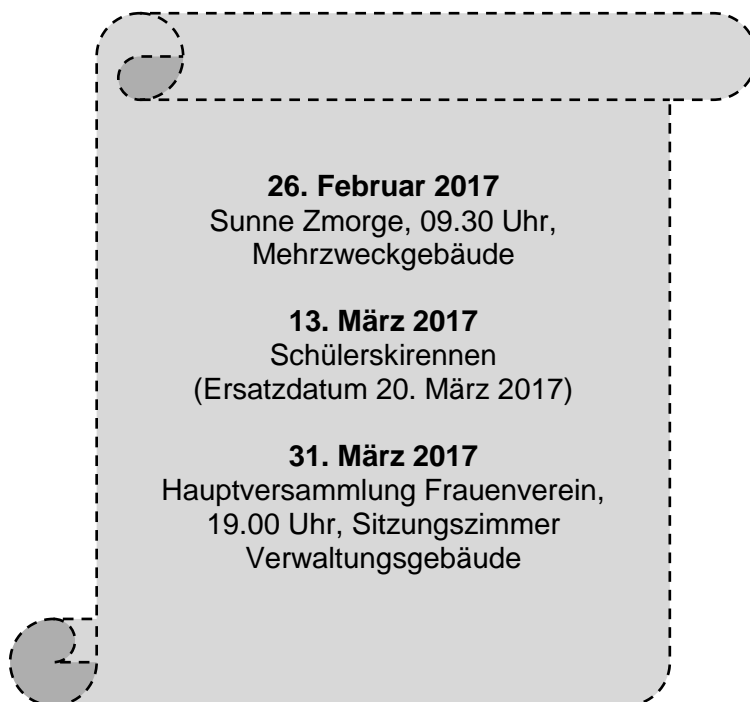 26. Februar 2017
Sunne Zmorge, 09.30 Uhr,
Mehrzweckgebäude
13. März 2017
Schülerskirennen
(Ersatzdatum 20. März 2017)
31. März 2017
Hauptversammlung Frauenverein,
19.00 Uhr, Sitzungszimmer
Verwaltungsgebäude